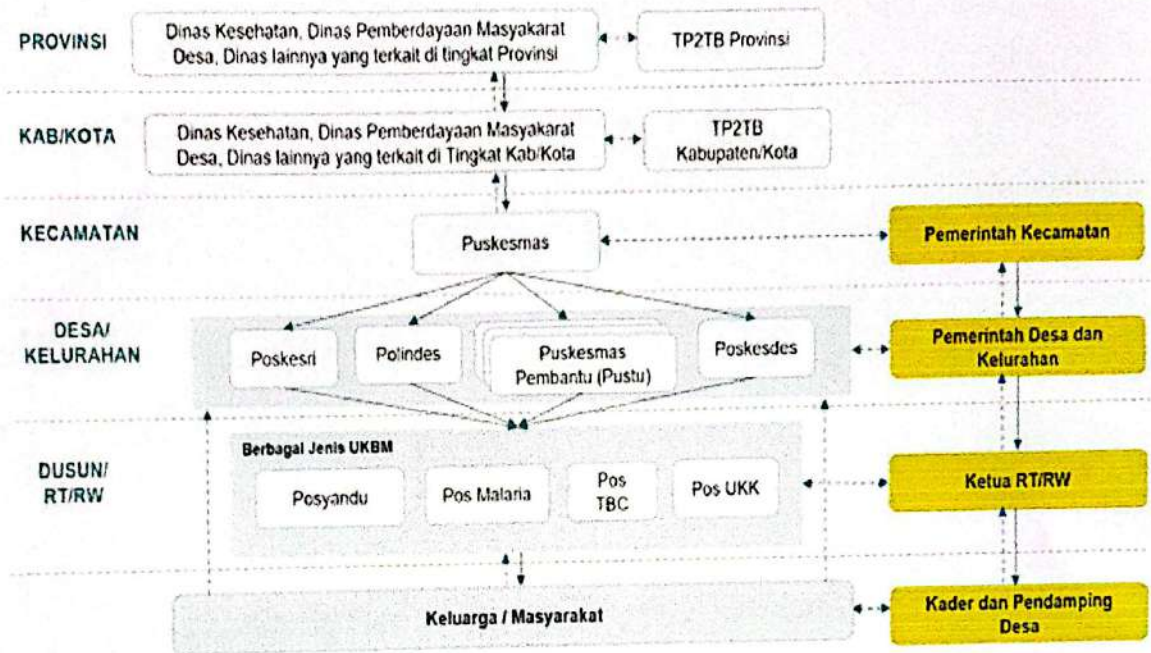 PROVINSI
Dinas Kesehatan, Dinas Pemberdayaan Masyakarat
Desa, Dinas lainnya yang terkait di tingkat Provinsi
TP2TB Provinsi
KAB/KOTA
Dinas Kesehatan, Dinas Pemberdayaan Masyakarat
Desa, Dinas lainnya yang terkait di Tingkat Kab/Kota
TP2TB
Kabupaten/Kota
KECAMATAN
Puskesmas
Pemerintah Kecamatan
DESA/
KELURAHAN
Poskesri
Polindes
Puskesmas
Pembantu (Pustu)
Poskesdes
Pemerintah Desa dan
Kelurahan
DUSUN/
RT/RW
Berbagai Jenis UKBM
Posyandu
Pos Malaria
Pos
TBC
Pos UKK
Ketua RT/RW
Keluarga / Masyarakat
Kader dan Pendamping
Desa